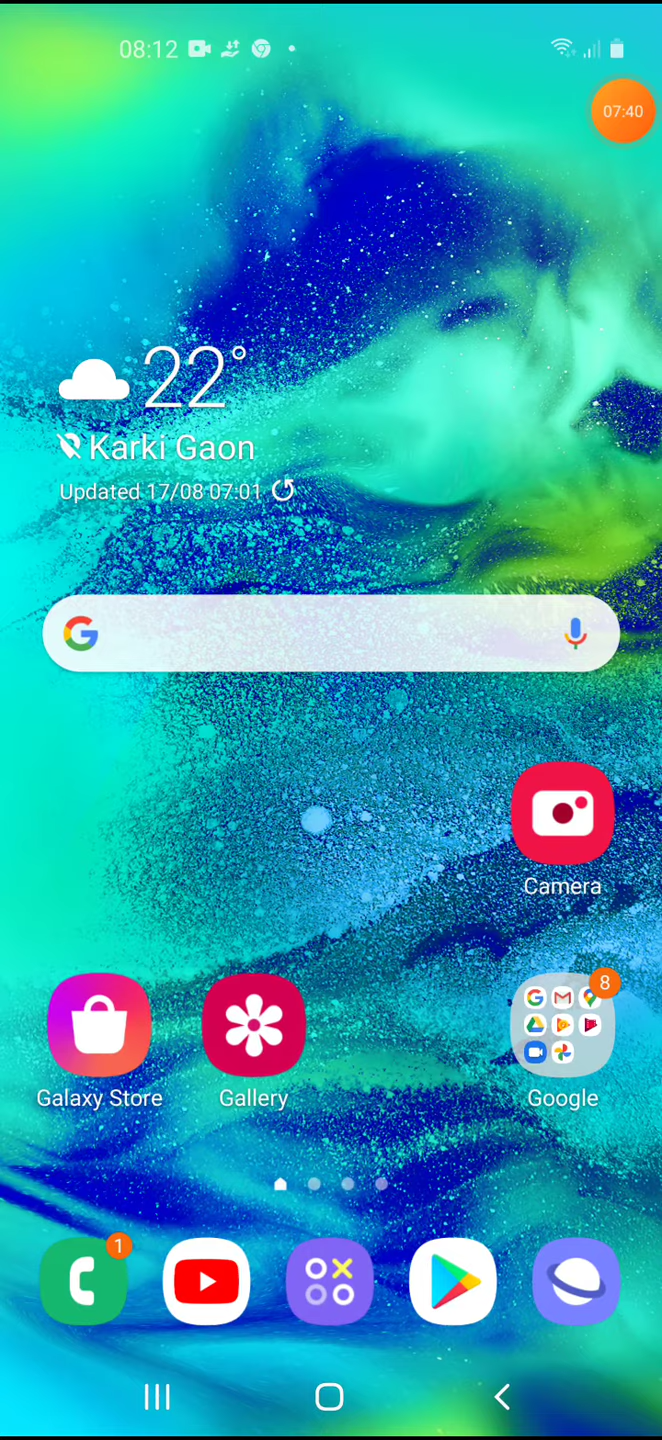 08:12
07:40
22°
Karki Gaon
Updated 17/08 07:01
Camera
8
Galaxy Store
Gallery
Google
1